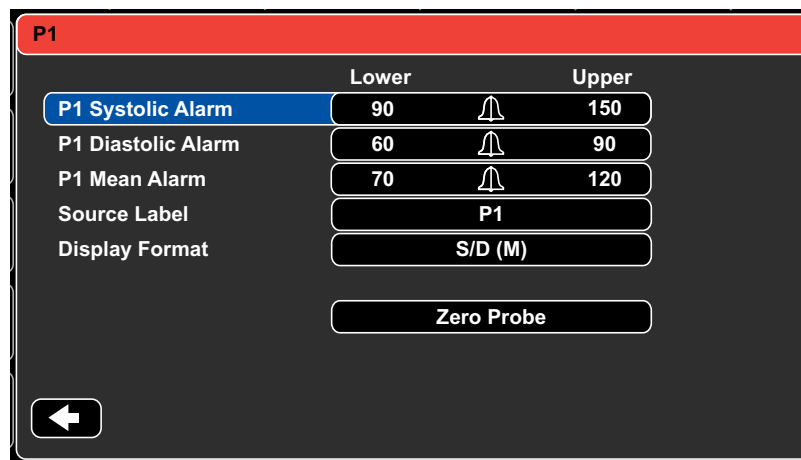 P1
Lower Upper
P1 Systolic Alarm 90 150
P1 Diastolic Alarm 60 90
P1 Mean Alarm 70 120
Source Label P1
Display Format S/D (M)
Zero Probe